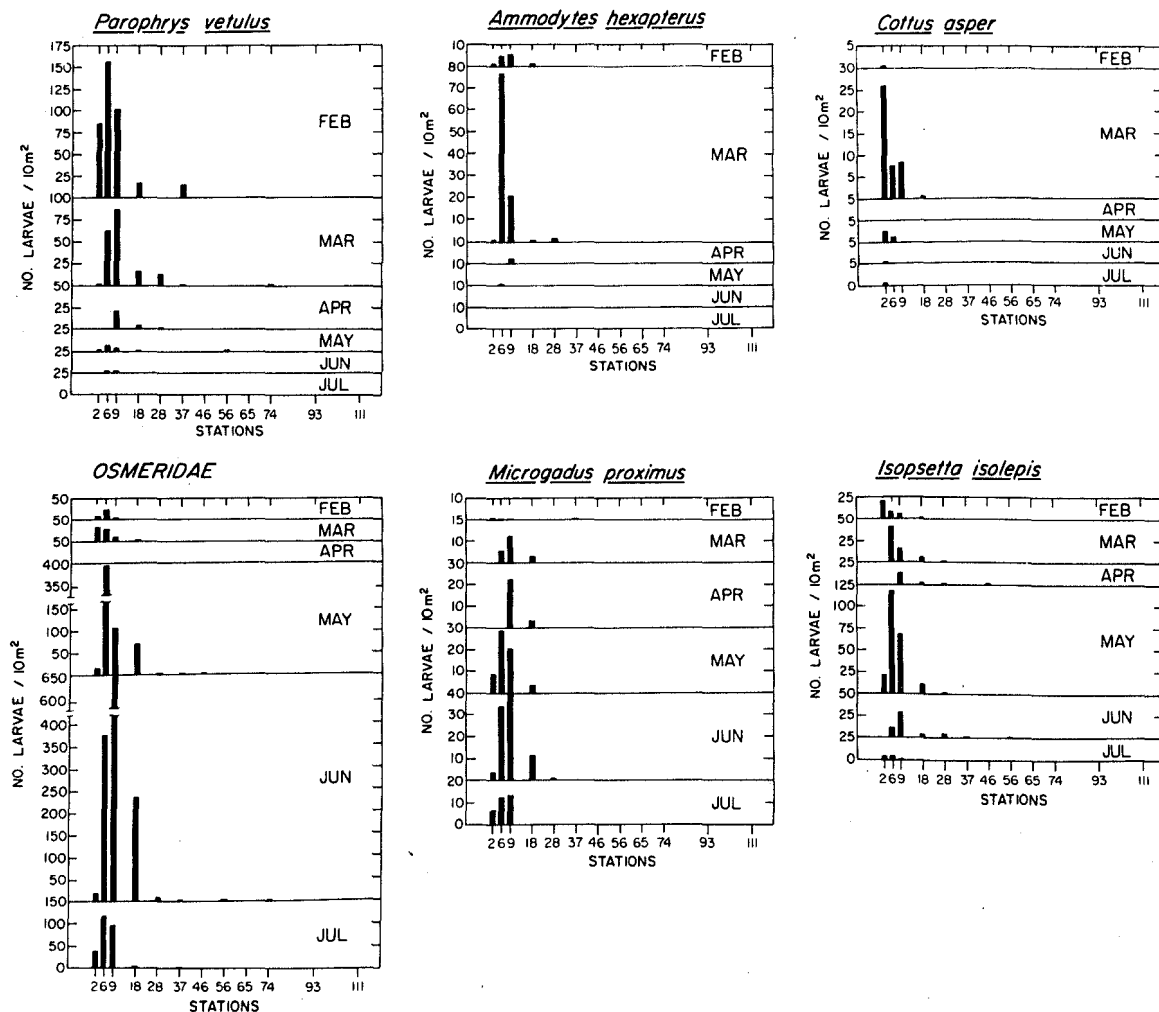 Parophrys vetulus
175
150
125
100
75
50
25
100
FEB
75
50
25
50
MAR
25
APR
25
MAY
25
JUN
0
JUL
NO. LARVAE / 10m²
2 6 9 18 28 37 46 56 65 74 93 111
STATIONS
Ammodytes hexapterus
10
80
FEB
70
60
50
40
30
20
10
10
MAR
10
APR
10
MAY
10
JUN
0
JUL
NO. LARVAE / 10m²
2 6 9 18 28 37 46 56 65 74 93 111
STATIONS
Cottus asper
5
30
FEB
25
20
15
10
5
5
MAR
5
APR
5
MAY
5
JUN
0
JUL
NO. LARVAE / 10m²
2 6 9 18 28 37 46 56 65 74 93 111
STATIONS
OSMERIDAE
50
50
FEB
50
MAR
400
APR
350
150
100
50
650
MAY
600
400
350
300
250
200
150
100
50
150
JUN
100
50
0
JUL
NO. LARVAE / 10m²
2 6 9 18 28 37 46 56 65 74 93 111
STATIONS
Microgadus proximus
10
15
FEB
10
MAR
20
10
30
APR
20
10
40
MAY
30
20
10
20
JUN
10
0
JUL
NO. LARVAE / 10m²
2 6 9 18 28 37 46 56 65 74 93 111
STATIONS
Isopsetta isolepis
25
50
FEB
25
25
MAR
125
APR
100
75
50
25
50
MAY
25
25
JUN
0
JUL
NO. LARVAE / 10m²
2 6 9 18 28 37 46 56 65 74 93 111
STATIONS